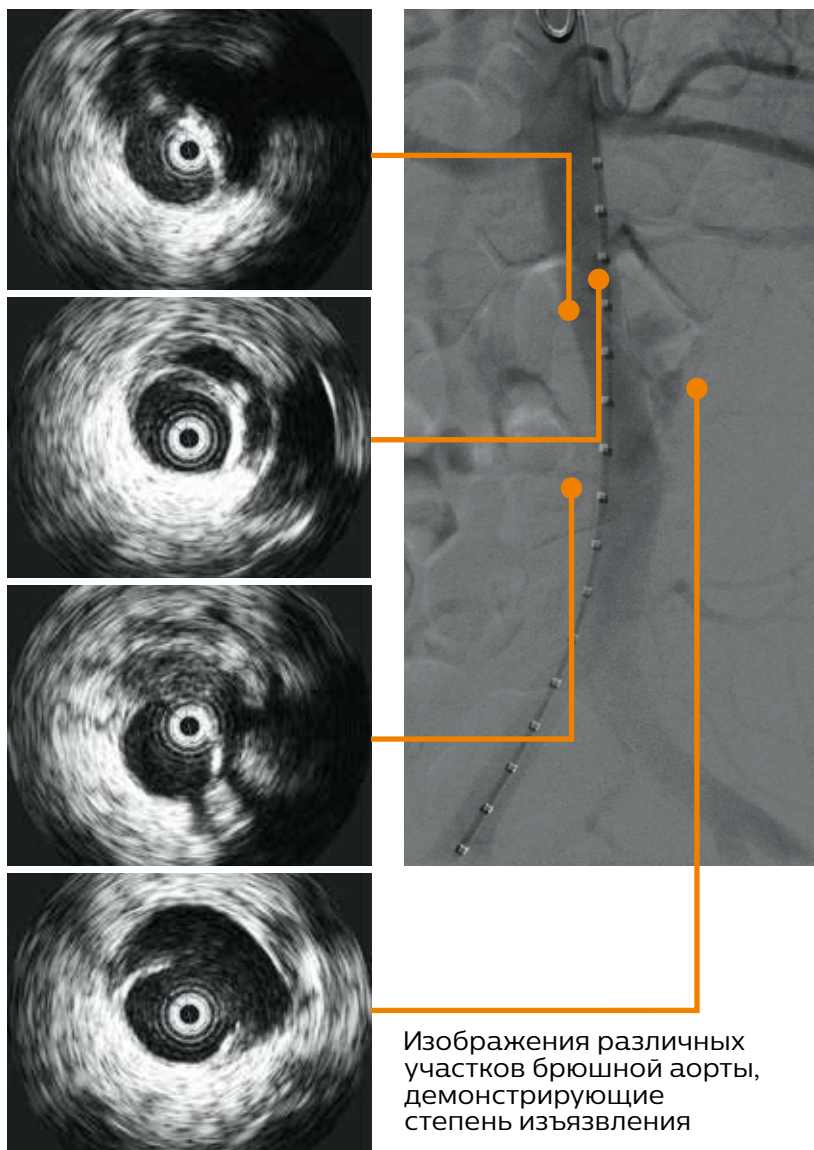 Изображения различных
участков брюшной аорты,
демонстрирующие
степень изъязвления